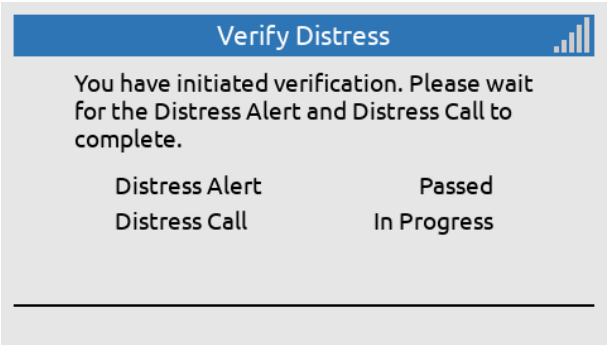 Verify Distress
You have initiated verification. Please wait
for the Distress Alert and Distress Call to
complete.
Distress Alert Passed
Distress Call In Progress